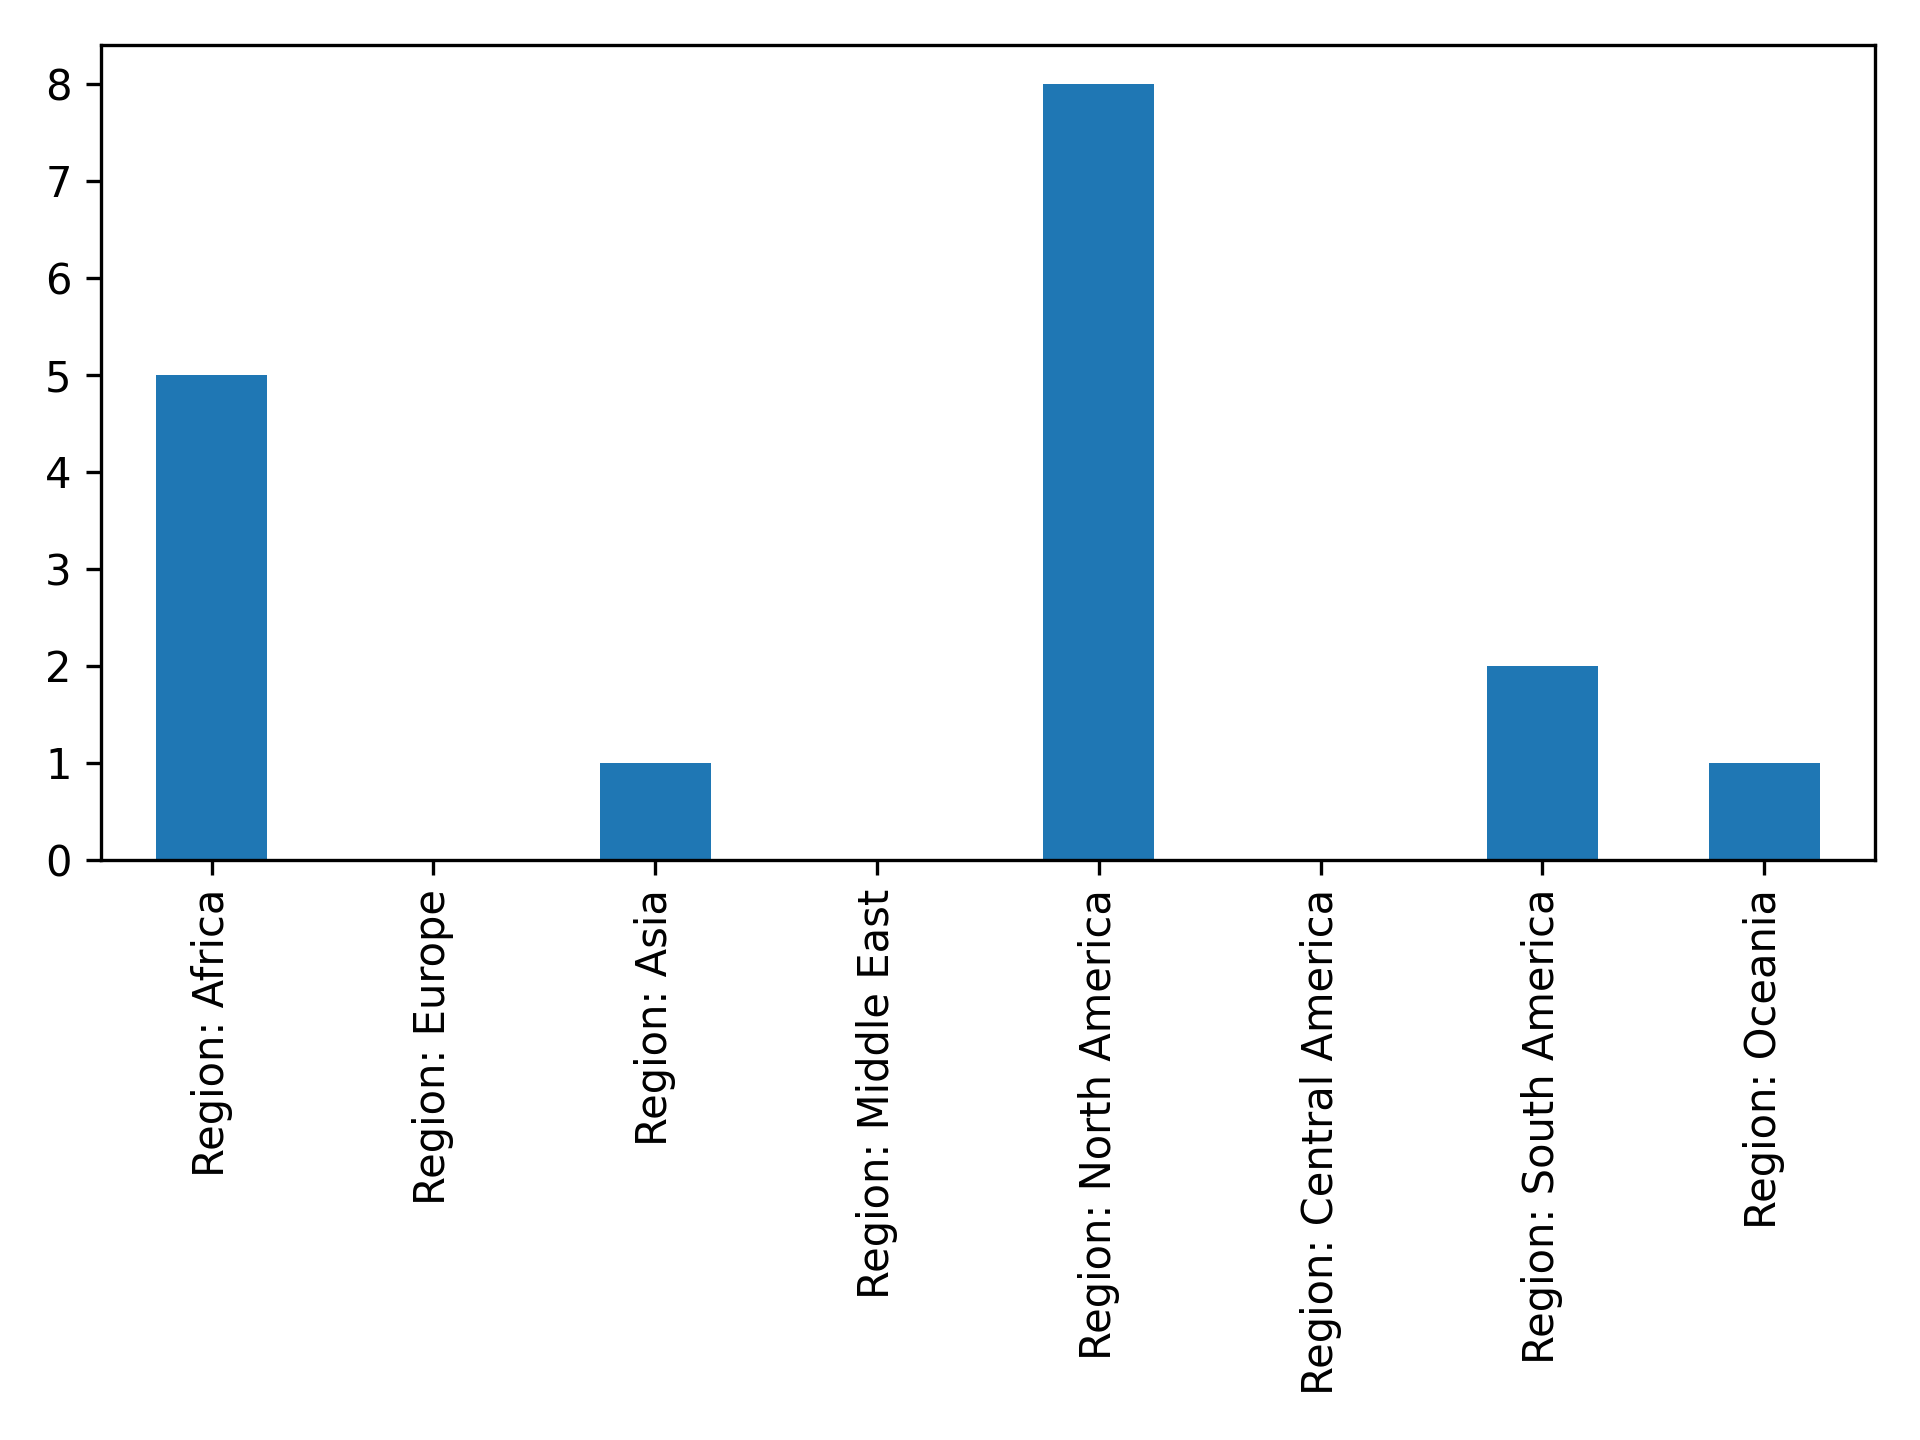 8
7
6
5
4
3
2
1
0
Region: Africa
Region: Europe
Region: Asia
Region: Middle East
Region: North America
Region: Central America
Region: South America
Region: Oceania